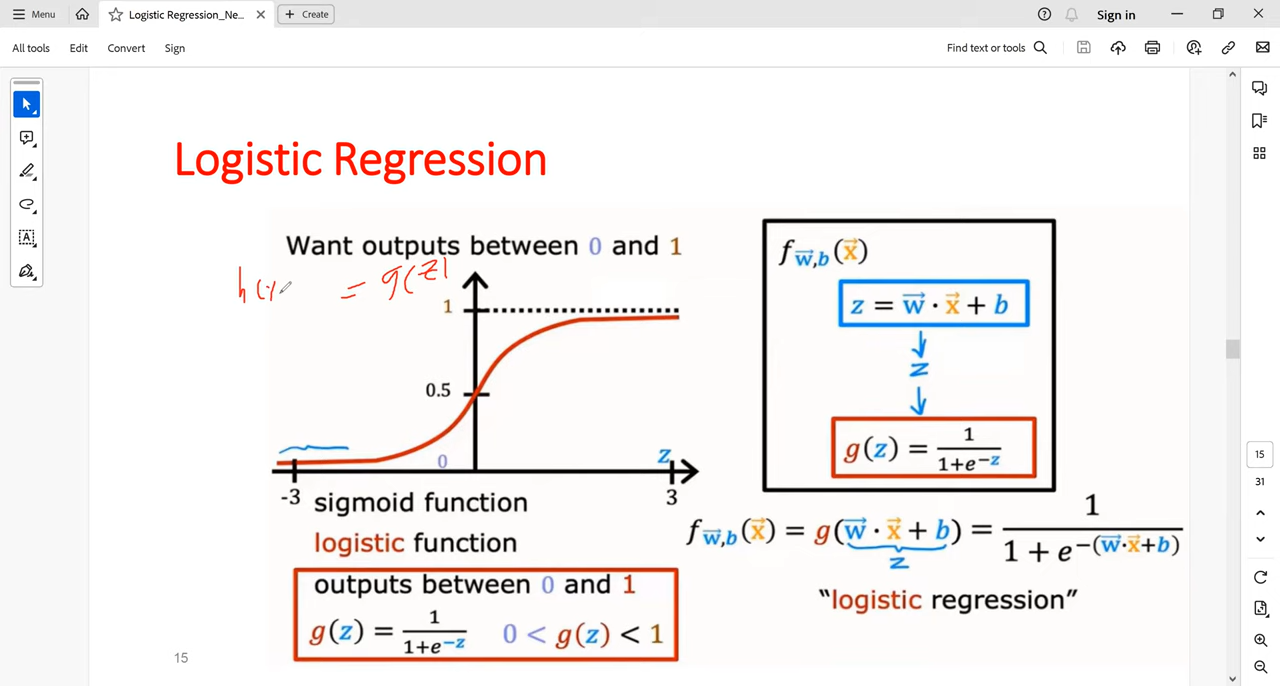 Menu
Logistic Regression_Ne...
Create
Sign in
All tools
Edit
Convert
Sign
Find text or tools
Logistic Regression
Want outputs between 0 and 1
= g(z)
1
0.5
0
z
-3
3
sigmoid function
logistic function
outputs between 0 and 1
g(z) = 1/(1+e^-z) 0 < g(z) < 1
f w⃗,b (x⃗)
z = w⃗ · x⃗ + b
z
g(z) = 1/(1+e^-z)
f w⃗,b (x⃗) = g(w⃗ · x⃗ + b) = 1/(1 + e^-(w⃗·x⃗+b))
z
“logistic regression”
15
15
31